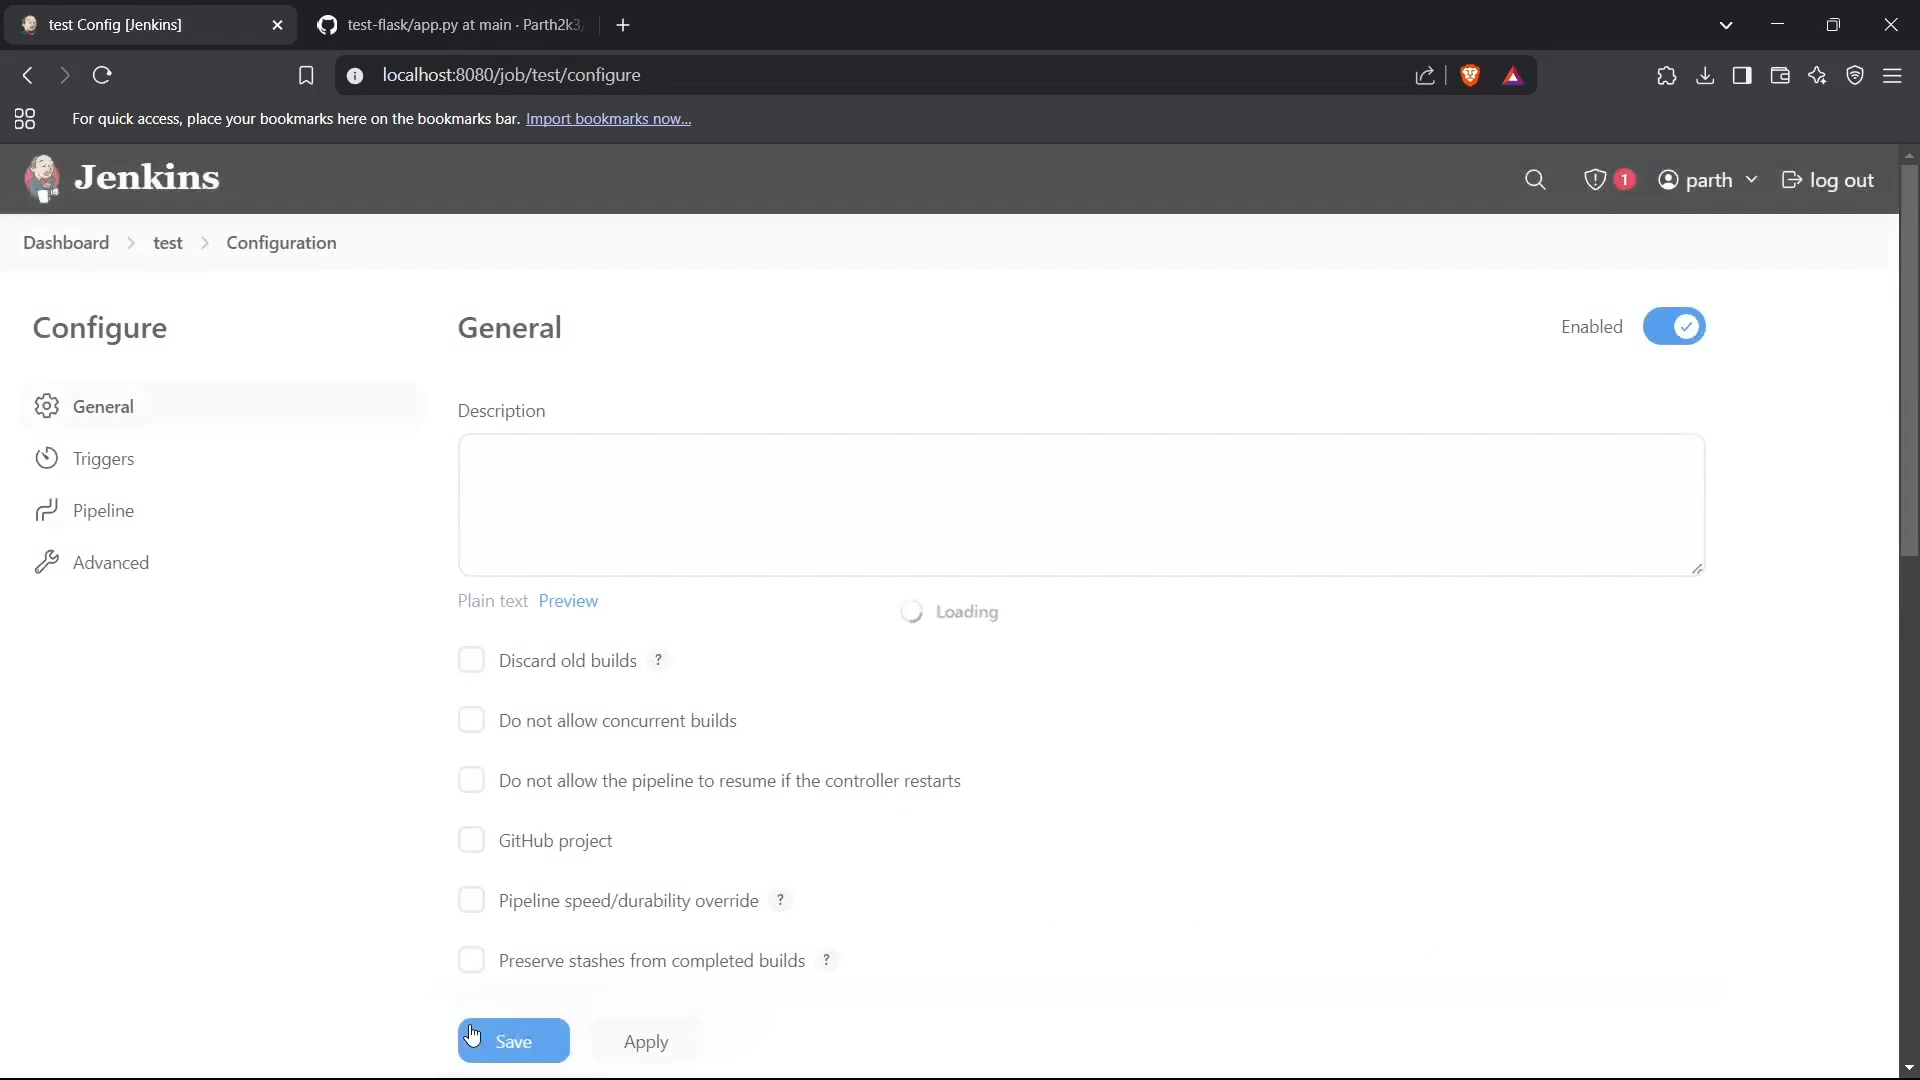 test Config [Jenkins]
test-flask/app.py at main · Parth2k3
localhost:8080/job/test/configure
For quick access, place your bookmarks here on the bookmarks bar. Import bookmarks now...
Jenkins
1
parth
log out
Dashboard
test
Configuration
Configure
General
Enabled
General
Triggers
Pipeline
Advanced
Description
Plain text Preview
Loading
Discard old builds ?
Do not allow concurrent builds
Do not allow the pipeline to resume if the controller restarts
GitHub project
Pipeline speed/durability override ?
Preserve stashes from completed builds ?
Save
Apply